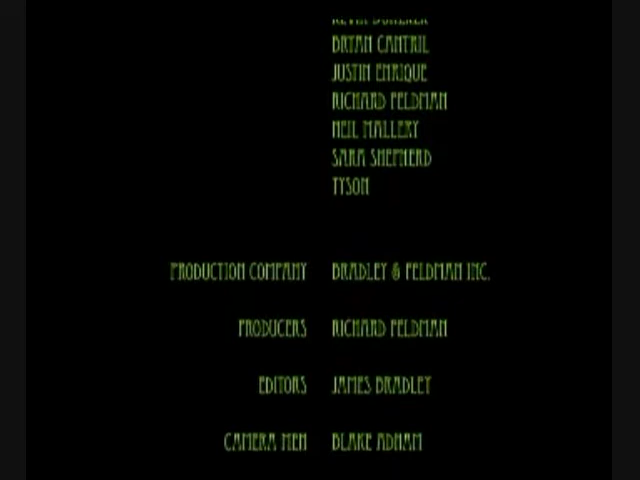 BRYAN CANTRIL
JUSTIN ENRIQUE
RICHARD FELDMAN
NEIL MALLERY
SARA SHEPHERD
TYSON
PRODUCTION COMPANY BRADLEY & FELDMAN INC.
PRODUCERS RICHARD FELDMAN
EDITORS JAMES BRADLEY
CAMERA MEN BLAKE ADHAM